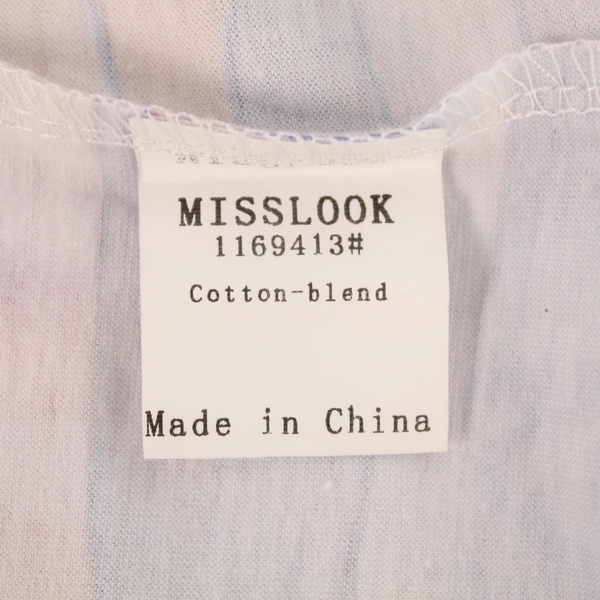 MISSLOOK
1169413#
Cotton-blend
Made in China